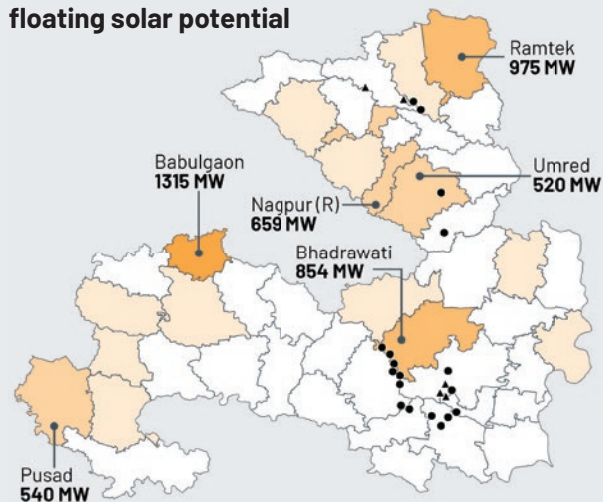 floating solar potential
Ramtek
975 MW
Babulgaon
1315 MW
Umred
520 MW
Nagpur (R)
659 MW
Bhadrawati
854 MW
Pusad
540 MW